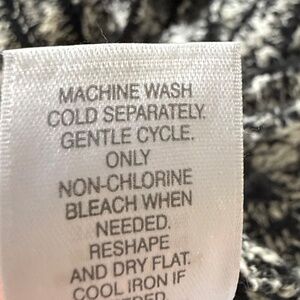 MACHINE WASH
COLD SEPARATELY.
GENTLE CYCLE.
ONLY
NON-CHLORINE
BLEACH WHEN
NEEDED.
RESHAPE
AND DRY FLAT.
COOL IRON IF